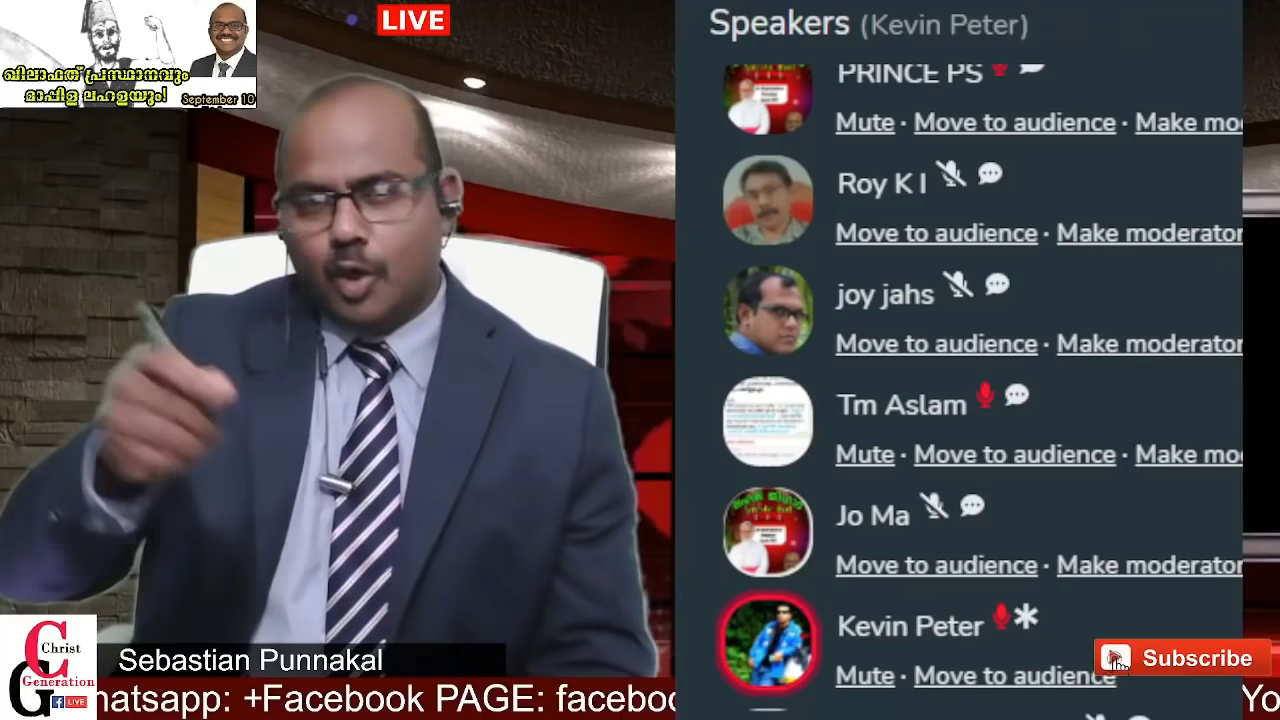 LIVE
ഖിലാഫത് പ്രസ്ഥാനവും
മാപ്പിള ലഹളയും!
September 10
Speakers (Kevin Peter)
PRINCE PS
Mute · Move to audience · Make mo
Roy K I
Move to audience · Make moderator
joy jahs
Move to audience · Make moderator
Tm Aslam
Mute · Move to audience · Make mo
Jo Ma
Move to audience · Make moderator
Kevin Peter
Mute · Move to audience
Subscribe
Christ
Generation
LIVE
Sebastian Punnakal
hatsapp: +Facebook PAGE: faceboo
Yo